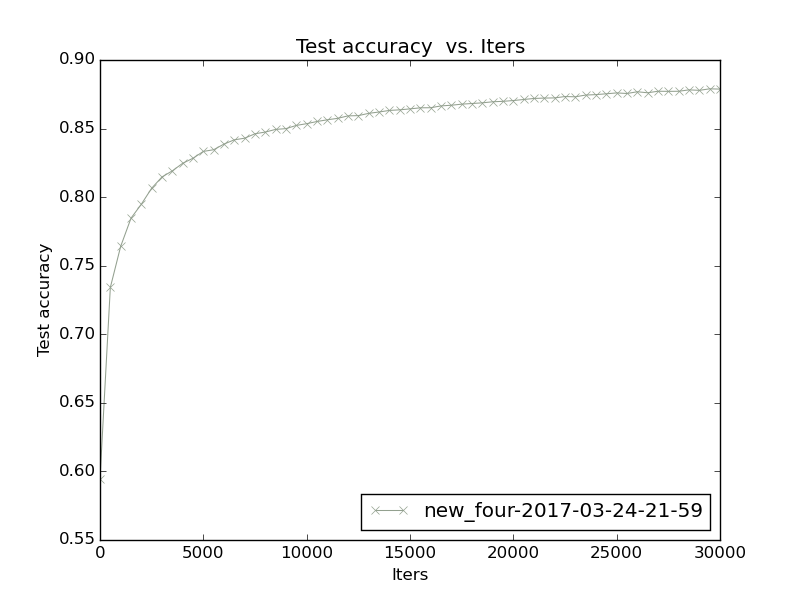 Test accuracy  vs. Iters
0.90
0.85
0.80
0.75
0.70
0.65
0.60
0.55
Test accuracy
new_four-2017-03-24-21-59
0 5000 10000 15000 20000 25000 30000
Iters